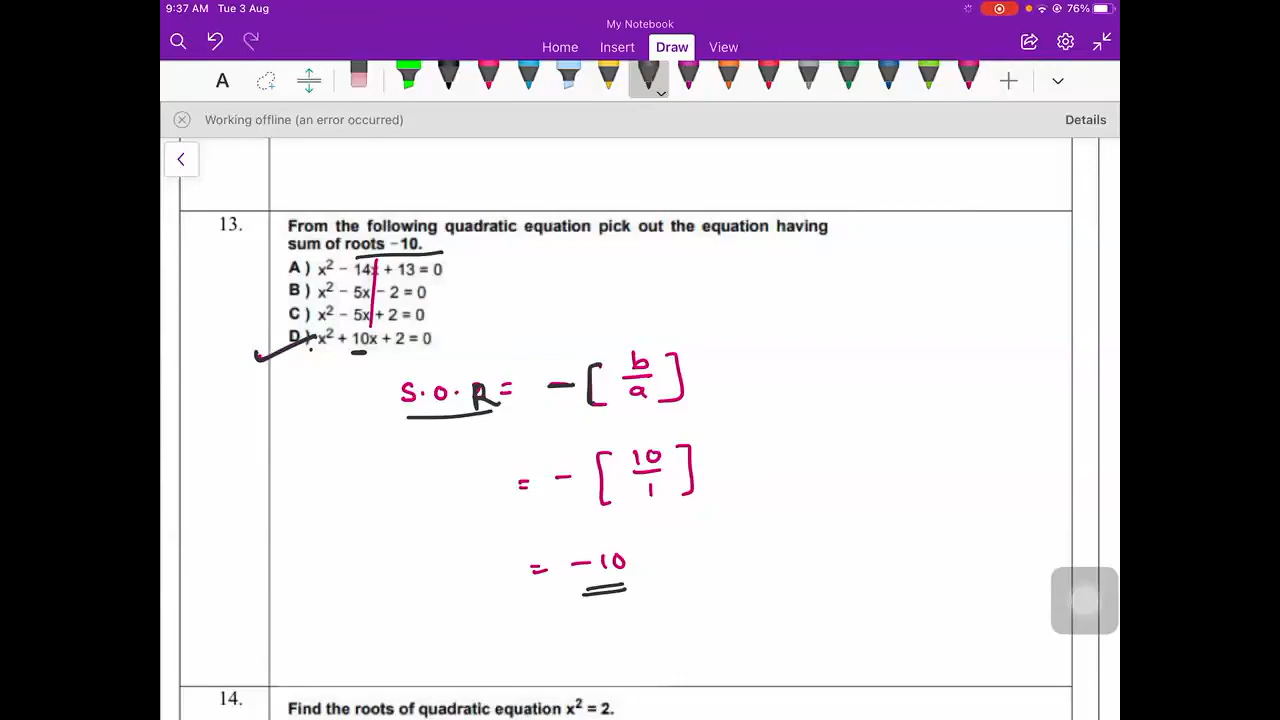 9:37 AM Tue 3 Aug 76%
My Notebook
Home Insert Draw View
A
Working offline (an error occurred) Details
13. From the following quadratic equation pick out the equation having
sum of roots –10.
A) x² – 14x + 13 = 0
B) x² – 5x – 2 = 0
C) x² – 5x + 2 = 0
D) x² + 10x + 2 = 0
S.O.R = – [b/a]
= – [10/1]
= –10
14. Find the roots of quadratic equation x² = 2.